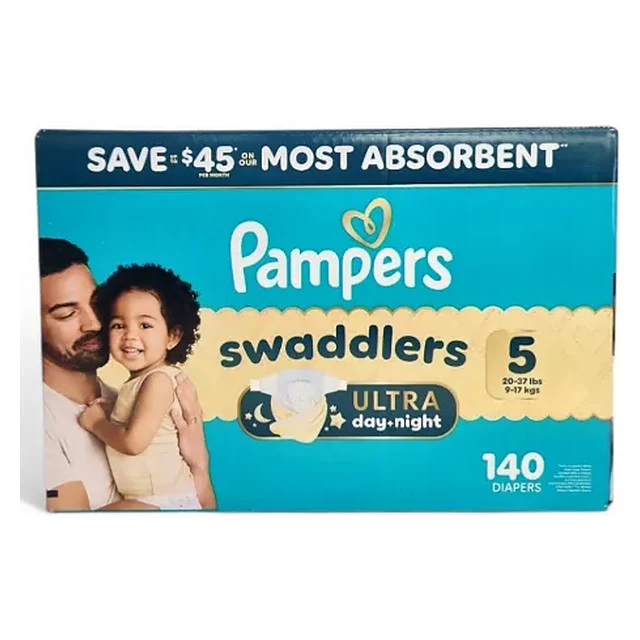 SAVE UP TO $45* ON OUR MOST ABSORBENT**
PER MONTH
Pampers
swaddlers
5
20-37 lbs
9-17 kgs
ULTRA
day+night
140
DIAPERS